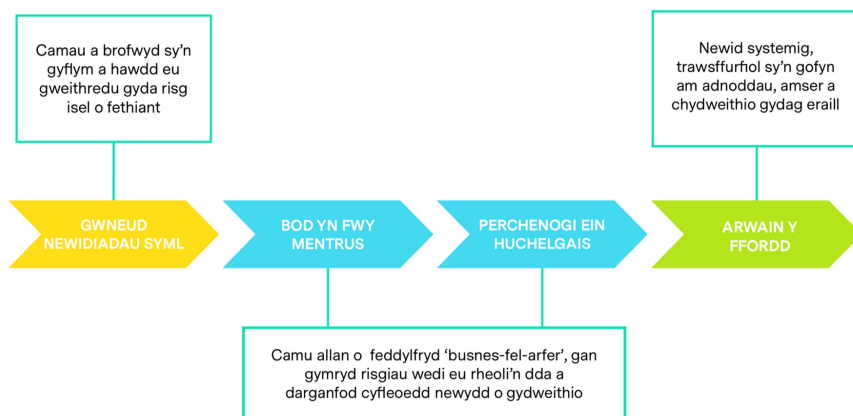 Camau a brofwyd sy'n
gyflym a hawdd eu
gweithredu gyda risg
isel o fethiant
Newid systemig,
trawsffurfiol sy'n gofyn
am adnoddau, amser a
chydweithio gydag eraill
GWNEUD
NEWIDIADAU SYML
BOD YN FWY
MENTRUS
PERCHENOGI EIN
HUCHELGAIS
ARWAIN Y
FFORDD
Camu allan o feddylfryd ‘busnes-fel-arfer’, gan
gymryd risgiau wedi eu rheoli’n dda a
darganfod cyfleoedd newydd o gydweithio